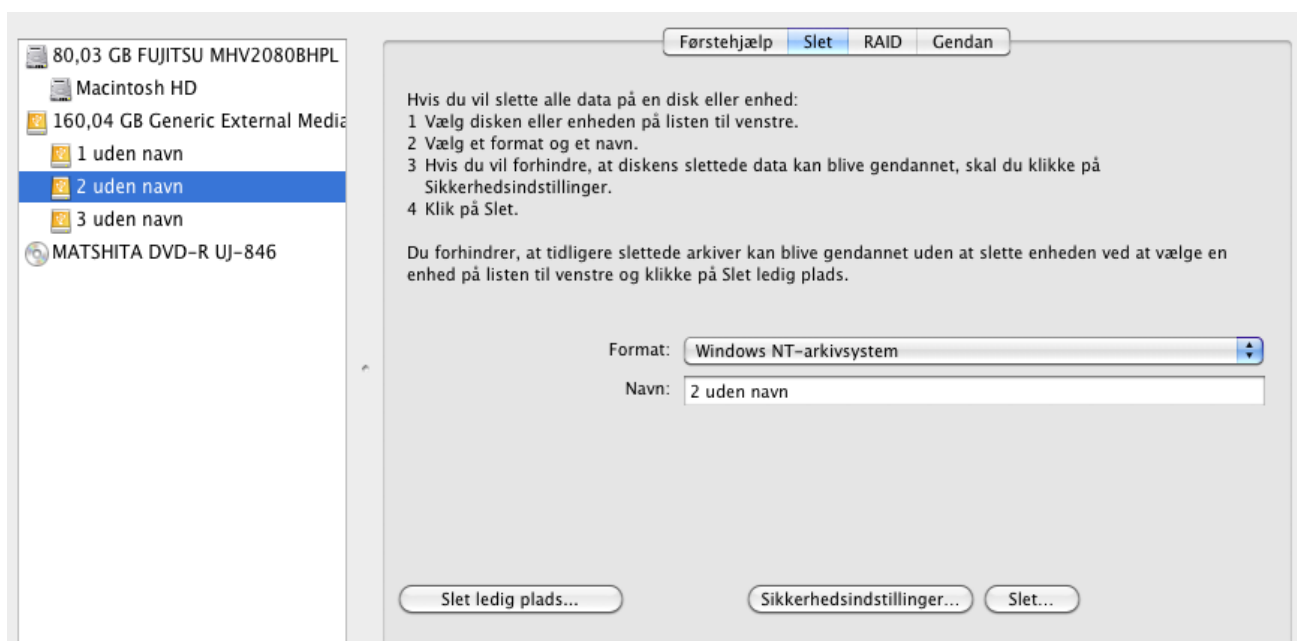 80,03 GB FUJITSU MHV2080BHPL
Macintosh HD
160,04 GB Generic External Media
1 uden navn
2 uden navn
3 uden navn
MATSHITA DVD-R UJ-846
Førstehjælp Slet RAID Gendan
Hvis du vil slette alle data på en disk eller enhed:
1 Vælg disken eller enheden på listen til venstre.
2 Vælg et format og et navn.
3 Hvis du vil forhindre, at diskens slettede data kan blive gendannet, skal du klikke på
Sikkerhedsindstillinger.
4 Klik på Slet.
Du forhindrer, at tidligere slettede arkiver kan blive gendannet uden at slette enheden ved at vælge en
enhed på listen til venstre og klikke på Slet ledig plads.
Format: Windows NT-arkivsystem
Navn: 2 uden navn
Slet ledig plads... Sikkerhedsindstillinger... Slet...